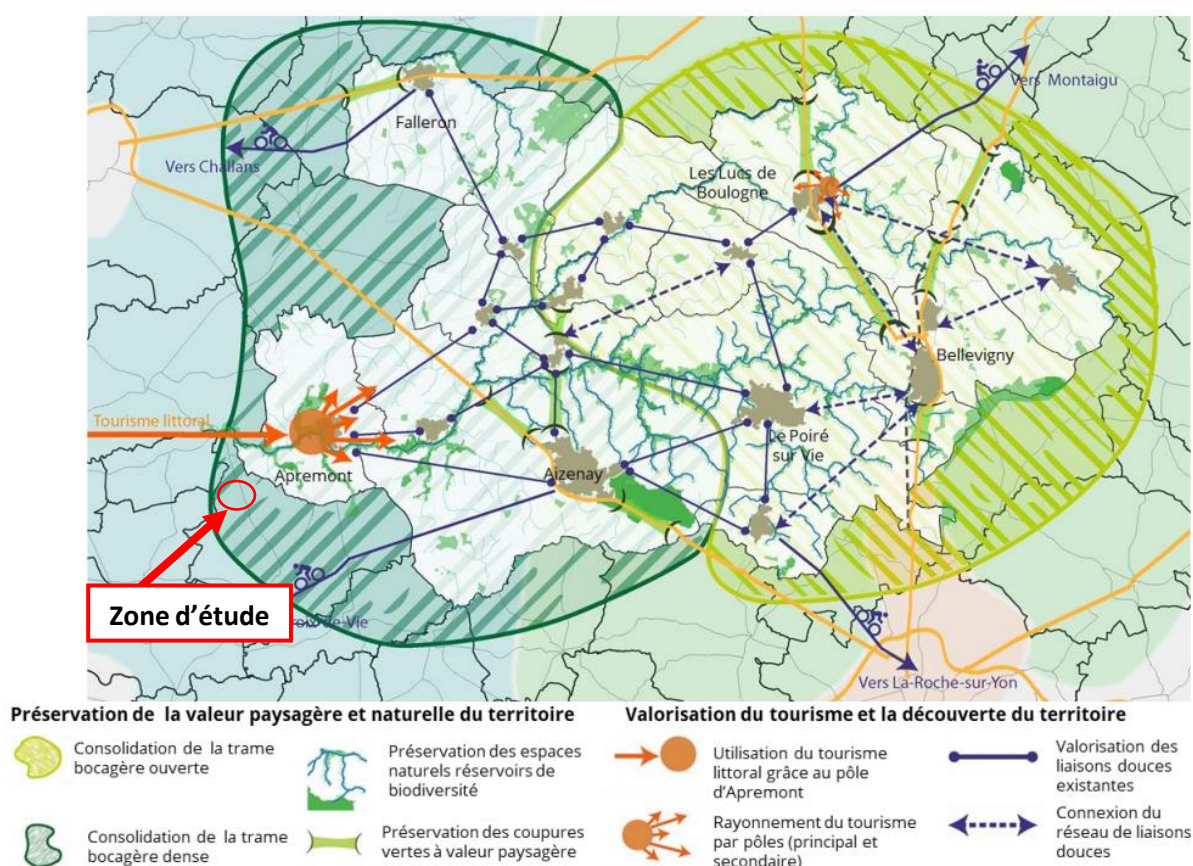 Vers Montaigu
Falleron
Vers Challans
Les Lucs de
Boulogne
Bellevigny
Tourisme littoral
Le Poiré
sur Vie
Aizenay
Apremont
Zone d'étude
roix-de-Vie
Vers La-Roche-sur-Yon
Préservation de la valeur paysagère et naturelle du territoire
Consolidation de la trame
bocagère ouverte
Préservation des espaces
naturels réservoirs de
biodiversité
Consolidation de la trame
bocagère dense
Préservation des coupures
vertes à valeur paysagère
Valorisation du tourisme et la découverte du territoire
Utilisation du tourisme
littoral grâce au pôle
d'Apremont
Valorisation des
liaisons douces
existantes
Rayonnement du tourisme
par pôles (principal et
secondaire)
Connexion du
réseau de liaisons
douces